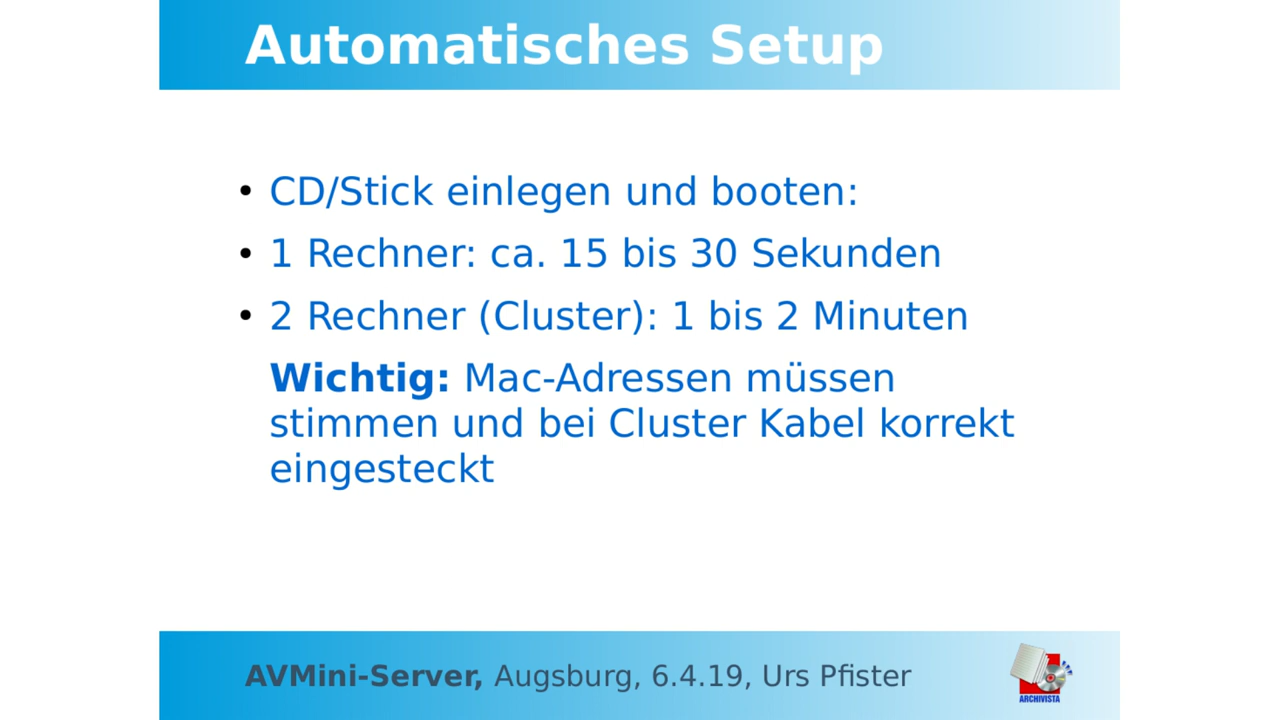 Automatisches Setup
• CD/Stick einlegen und booten:
• 1 Rechner: ca. 15 bis 30 Sekunden
• 2 Rechner (Cluster): 1 bis 2 Minuten
Wichtig: Mac-Adressen müssen
stimmen und bei Cluster Kabel korrekt
eingesteckt
AVMini-Server, Augsburg, 6.4.19, Urs Pfister
ARCHIVISTA